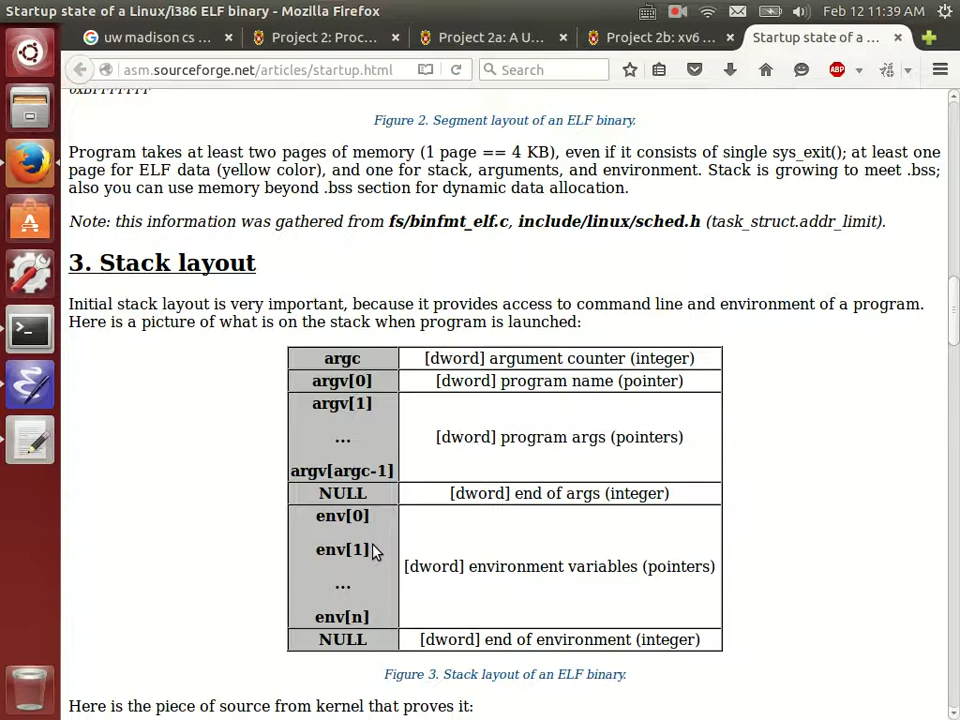 Startup state of a Linux/i386 ELF binary - Mozilla Firefox
Feb 12 11:39 AM
uw madison cs ...
Project 2: Proc...
Project 2a: A U...
Project 2b: xv6 ...
Startup state of a ...
asm.sourceforge.net/articles/startup.html
Search
ABP
0xBFFFFFFF
Figure 2. Segment layout of an ELF binary.
Program takes at least two pages of memory (1 page == 4 KB), even if it consists of single sys_exit(); at least one
page for ELF data (yellow color), and one for stack, arguments, and environment. Stack is growing to meet .bss;
also you can use memory beyond .bss section for dynamic data allocation.
Note: this information was gathered from fs/binfmt_elf.c, include/linux/sched.h (task_struct.addr_limit).
3. Stack layout
Initial stack layout is very important, because it provides access to command line and environment of a program.
Here is a picture of what is on the stack when program is launched:
argc [dword] argument counter (integer)
argv[0] [dword] program name (pointer)
argv[1]
... [dword] program args (pointers)
argv[argc-1]
NULL [dword] end of args (integer)
env[0]
env[1]
[dword] environment variables (pointers)
...
env[n]
NULL [dword] end of environment (integer)
Figure 3. Stack layout of an ELF binary.
Here is the piece of source from kernel that proves it: